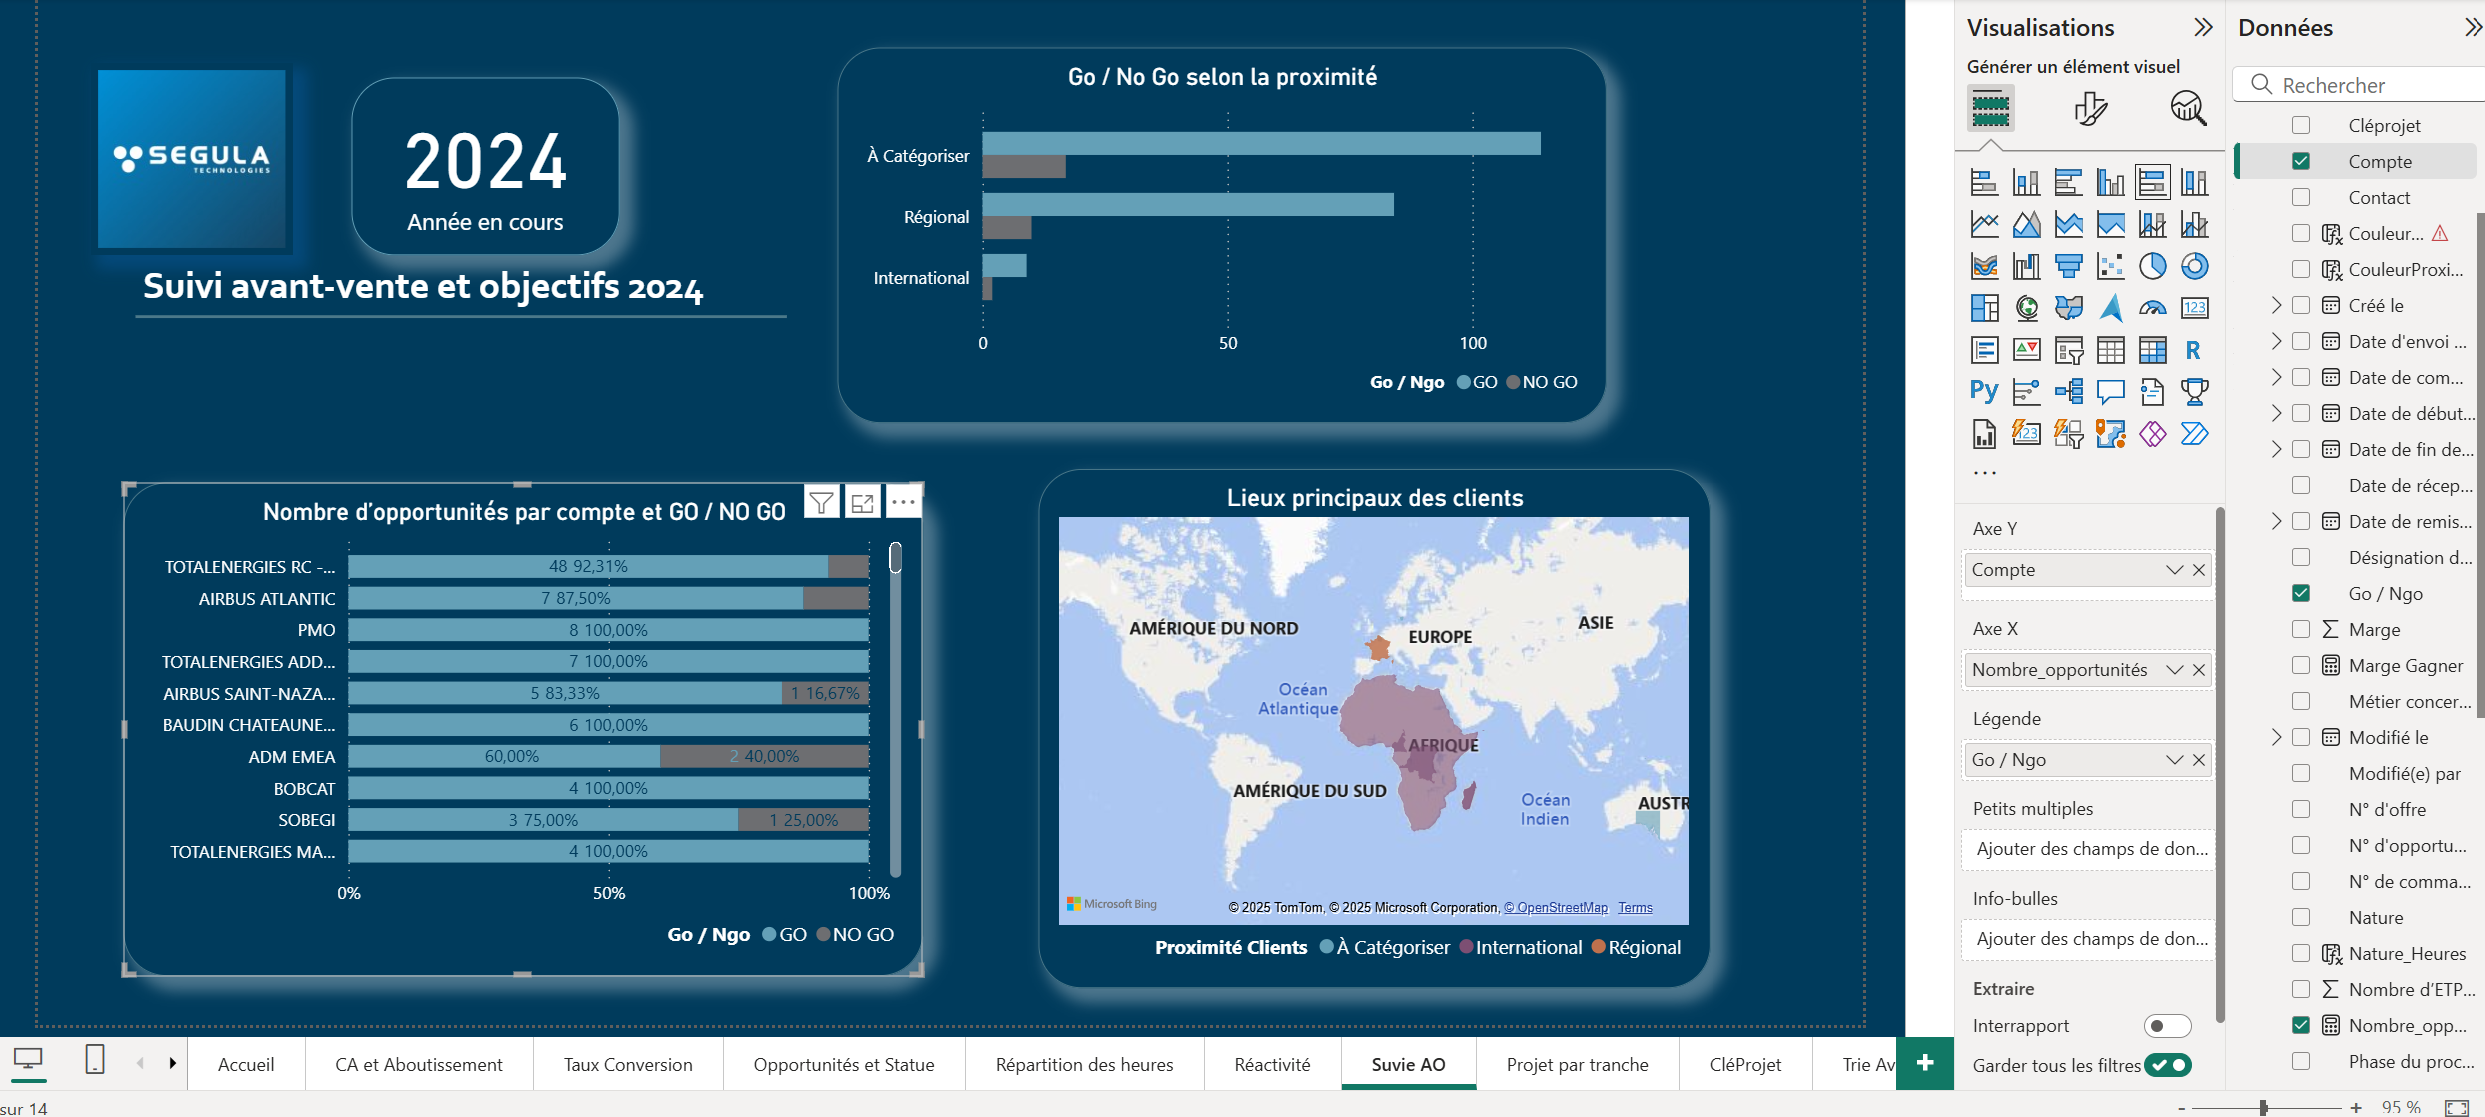 SEGULA
TECHNOLOGIES
2024
Année en cours
Suivi avant-vente et objectifs 2024
Go / No Go selon la proximité
À Catégoriser
Régional
International
0
50
100
Go / Ngo GO NO GO
Nombre d'opportunités par compte et GO / NO GO
TOTALENERGIES RC -... 48 92,31%
AIRBUS ATLANTIC 7 87,50%
PMO 8 100,00%
TOTALENERGIES ADD... 7 100,00%
AIRBUS SAINT-NAZA... 5 83,33% 1 16,67%
BAUDIN CHATEAUNE... 6 100,00%
ADM EMEA 60,00% 2 40,00%
BOBCAT 4 100,00%
SOBEGI 3 75,00% 1 25,00%
TOTALENERGIES MA... 4 100,00%
0% 50% 100%
Go / Ngo GO NO GO
Lieux principaux des clients
AMÉRIQUE DU NORD
EUROPE
ASIE
Océan
Atlantique
AFRIQUE
AMÉRIQUE DU SUD
Océan
Indien
AUSTR
Microsoft Bing
© 2025 TomTom, © 2025 Microsoft Corporation, © OpenStreetMap Terms
Proximité Clients À Catégoriser International Régional
Accueil
CA et Aboutissement
Taux Conversion
Opportunités et Statue
Répartition des heures
Réactivité
Suvie AO
Projet par tranche
CléProjet
Trie Av
+
sur 14
- + 95 %
Visualisations
Générer un élément visuel
123
R
Py
123
...
Axe Y
Compte
Axe X
Nombre_opportunités
Légende
Go / Ngo
Petits multiples
Ajouter des champs de don...
Info-bulles
Ajouter des champs de don...
Extraire
Interrapport
Garder tous les filtres
Données
Rechercher
Cléprojet
Compte
Contact
Couleur...
CouleurProxi...
Créé le
Date d'envoi ...
Date de com...
Date de début...
Date de fin de...
Date de récep...
Date de remis...
Désignation d...
Go / Ngo
Marge
Marge Gagner
Métier concer...
Modifié le
Modifié(e) par
N° d'offre
N° d'opportu...
N° de comma...
Nature
Nature_Heures
Nombre d'ETP...
Nombre_opp...
Phase du proc...